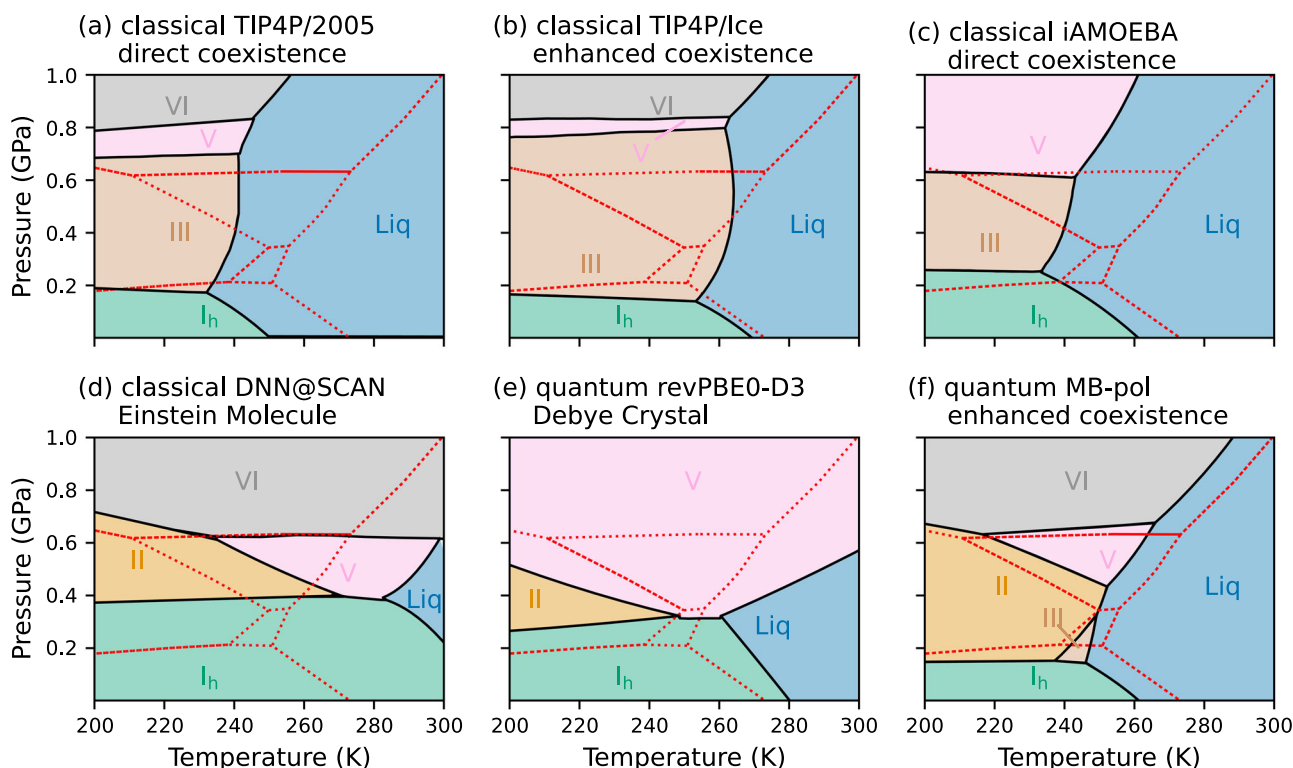 (a) classical TIP4P/2005
direct coexistence
(b) classical TIP4P/Ice
enhanced coexistence
(c) classical iAMOEBA
direct coexistence
Pressure (GPa)
1.0
0.8
0.6
0.4
0.2
VI
V
III
Liq
Ih
VI
V
III
Liq
Ih
V
III
Liq
Ih
(d) classical DNN@SCAN
Einstein Molecule
(e) quantum revPBE0-D3
Debye Crystal
(f) quantum MB-pol
enhanced coexistence
Pressure (GPa)
1.0
0.8
0.6
0.4
0.2
VI
II
V
Liq
Ih
V
II
Liq
Ih
VI
V
II
III
Liq
Ih
200 220 240 260 280 300
200 220 240 260 280 300
200 220 240 260 280 300
Temperature (K)
Temperature (K)
Temperature (K)